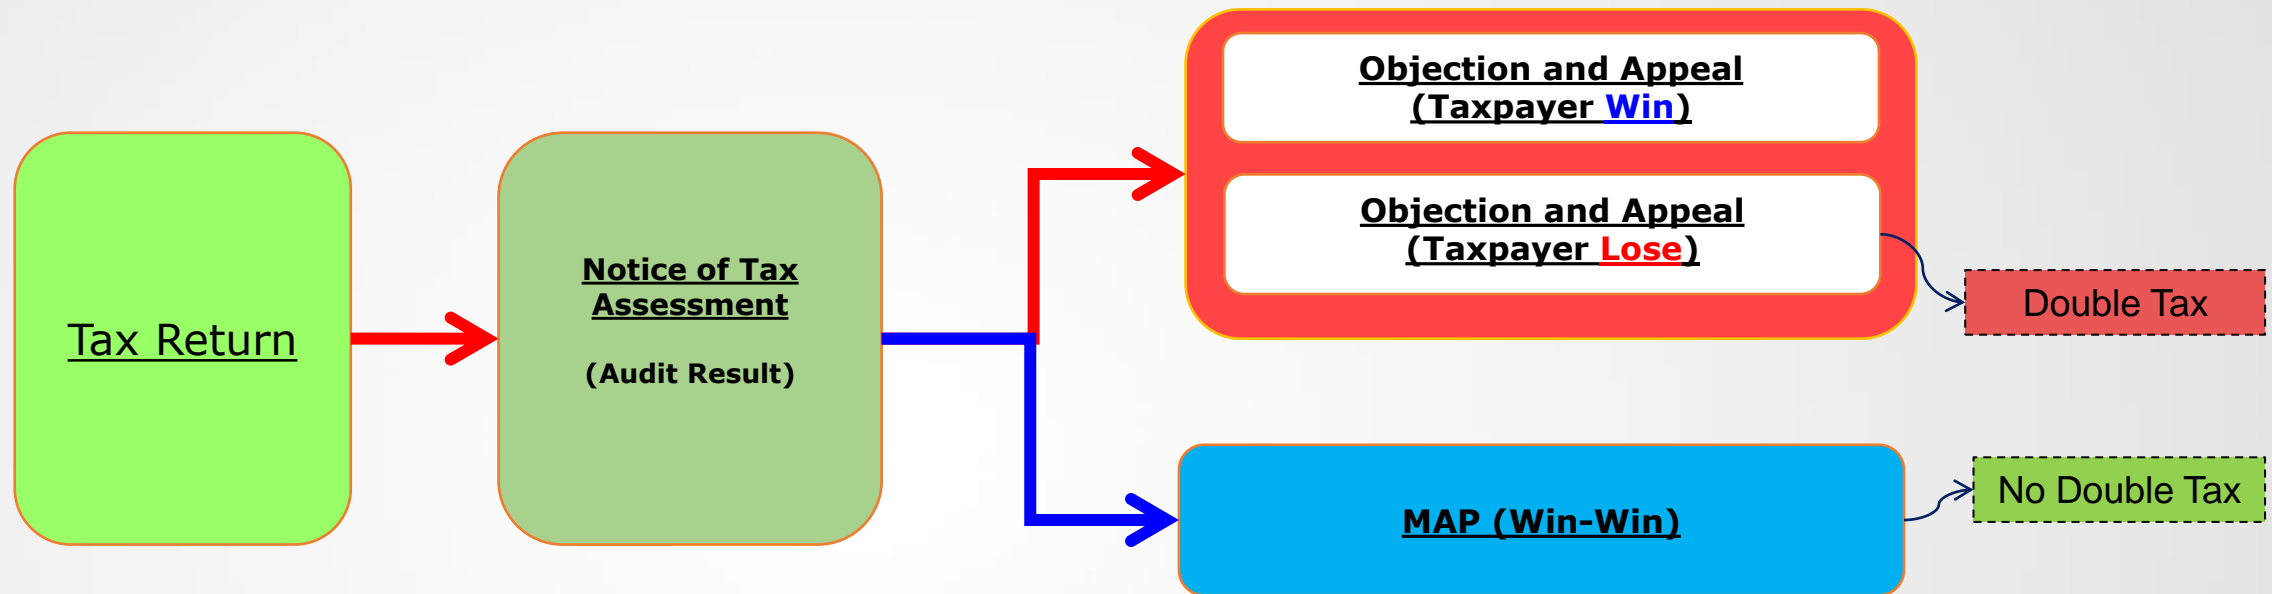 Tax Return
Notice of Tax
Assessment
(Audit Result)
Objection and Appeal
(Taxpayer Win)
Objection and Appeal
(Taxpayer Lose)
Double Tax
MAP (Win-Win)
No Double Tax